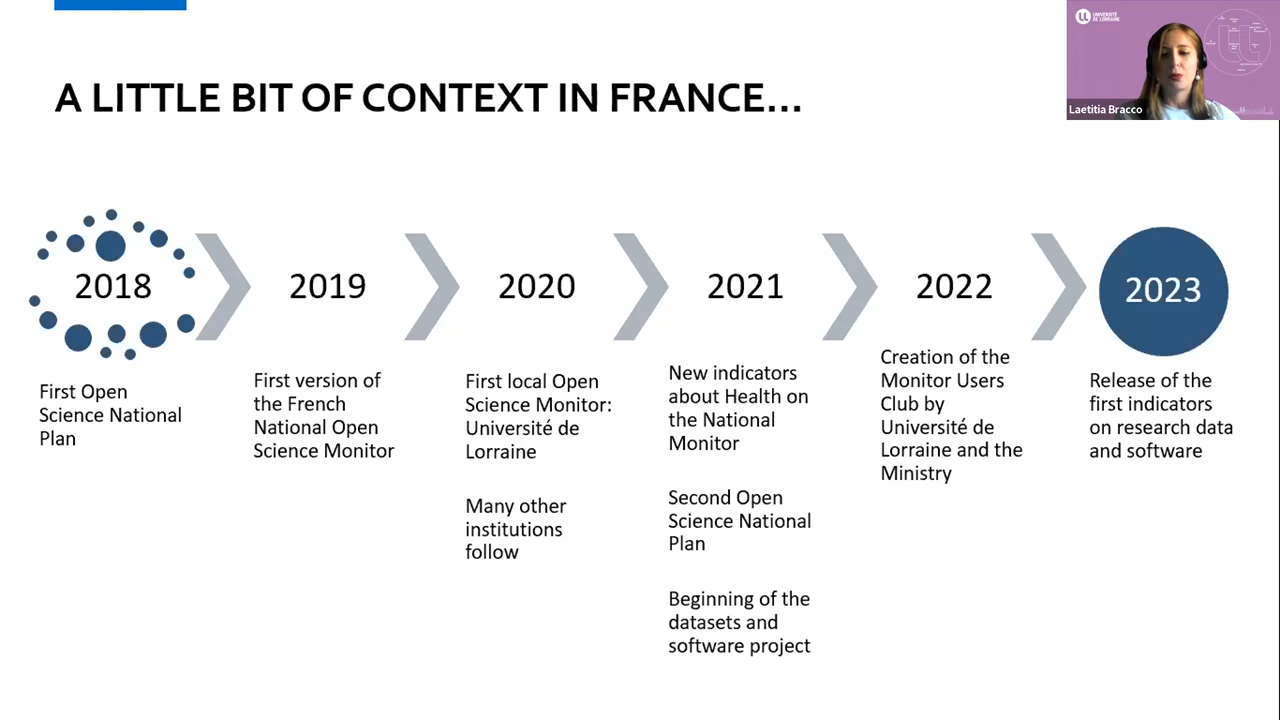 UNIVERSITÉ
DE LORRAINE
Laetitia Bracco
A LITTLE BIT OF CONTEXT IN FRANCE...
2018
First Open
Science National
Plan
2019
First version of
the French
National Open
Science Monitor
2020
First local Open
Science Monitor:
Université de
Lorraine
Many other
institutions
follow
2021
New indicators
about Health on
the National
Monitor
Second Open
Science National
Plan
Beginning of the
datasets and
software project
2022
Creation of the
Monitor Users
Club by
Université de
Lorraine and the
Ministry
2023
Release of the
first indicators
on research data
and software